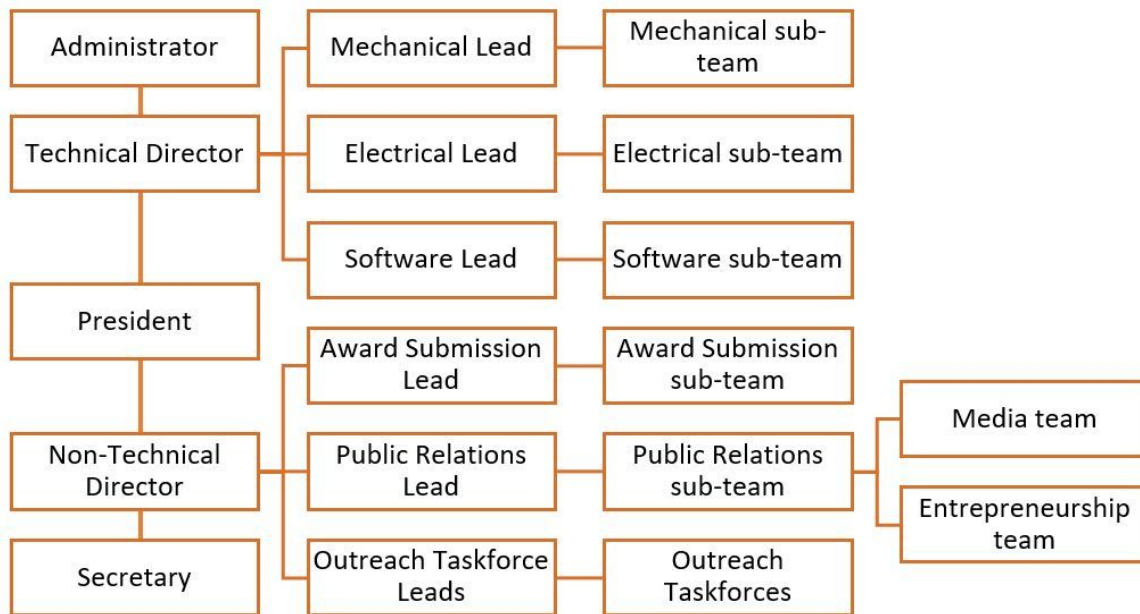 Administrator
Mechanical Lead
Mechanical sub-
team
Technical Director
Electrical Lead
Electrical sub-team
Software Lead
Software sub-team
President
Award Submission
Lead
Award Submission
sub-team
Media team
Non-Technical
Director
Public Relations
Lead
Public Relations
sub-team
Entrepreneurship
team
Secretary
Outreach Taskforce
Leads
Outreach
Taskforces